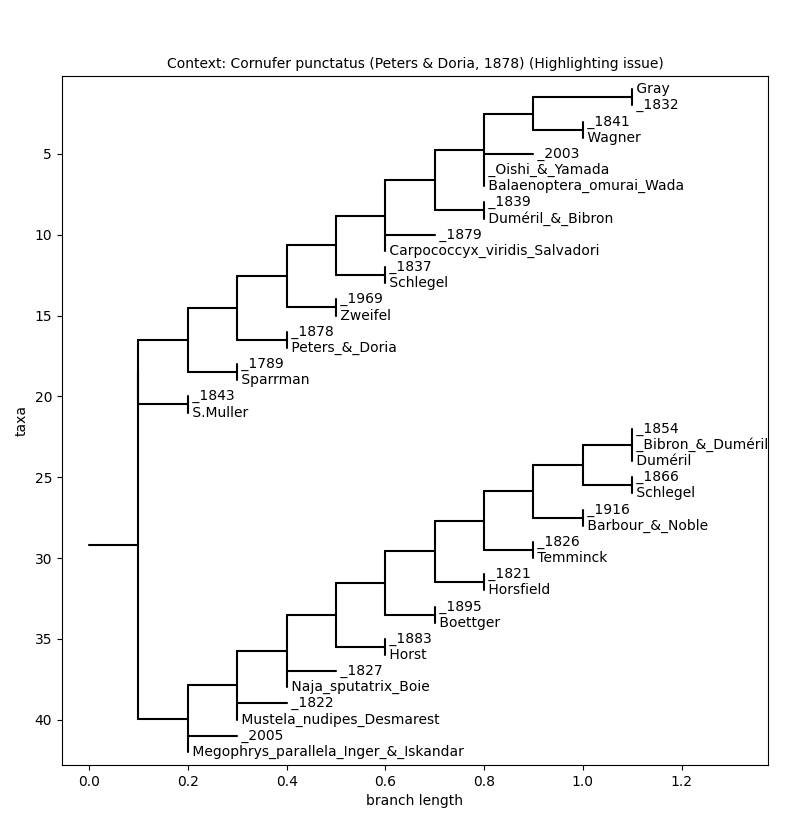 Context: Cornufer punctatus (Peters & Doria, 1878) (Highlighting issue)
Gray
_1832
_1841
Wagner
_2003
_Oishi_&_Yamada
Balaenoptera_omurai_Wada
_1839
Duméril_&_Bibron
_1879
Carpococcyx_viridis_Salvadori
_1837
Schlegel
_1969
Zweifel
_1878
Peters_&_Doria
_1789
Sparrman
_1843
S.Muller
_1854
_Bibron_&_Duméril
Duméril
_1866
Schlegel
_1916
Barbour_&_Noble
_1826
Temminck
_1821
Horsfield
_1895
Boettger
_1883
Horst
_1827
Naja_sputatrix_Boie
_1822
Mustela_nudipes_Desmarest
_2005
Megophrys_parallela_Inger_&_Iskandar
5
10
15
20
25
30
35
40
taxa
0.0 0.2 0.4 0.6 0.8 1.0 1.2
branch length